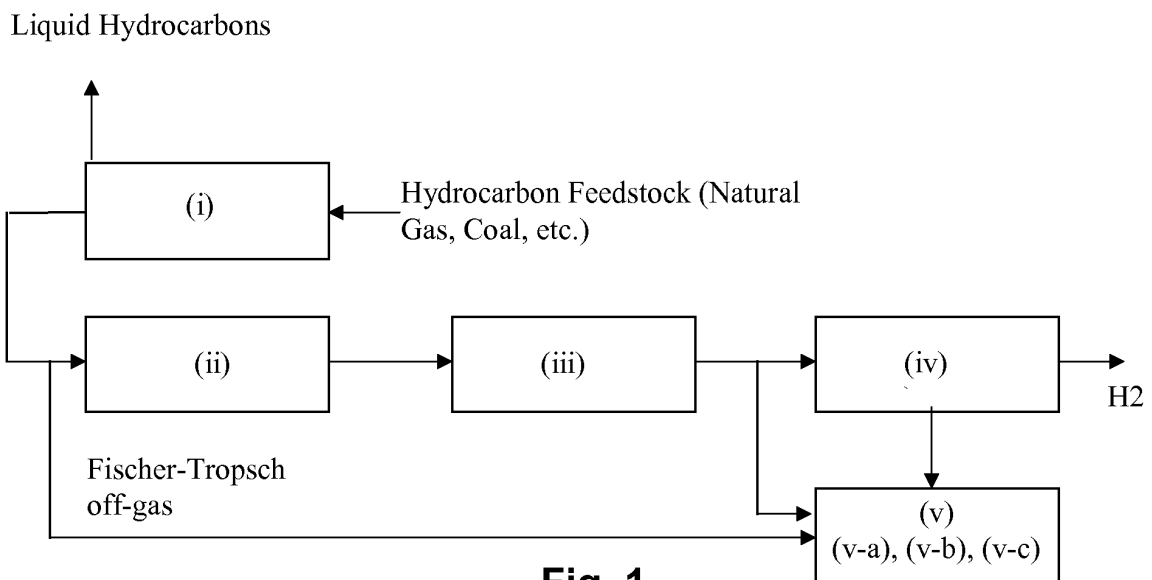 Liquid Hydrocarbons
(i)
Hydrocarbon Feedstock (Natural
Gas, Coal, etc.)
(ii)
(iii)
(iv)
H2
Fischer-Tropsch
off-gas
(v)
(v-a), (v-b), (v-c)
Fig. 1